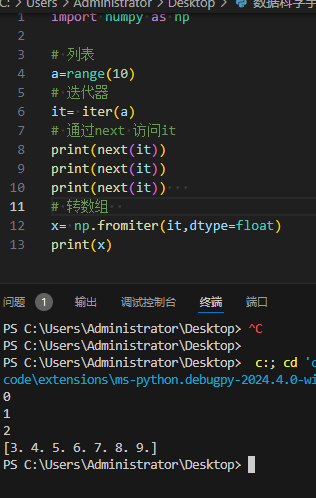 C: > Users > Administrator > Desktop > 数据科学手
1 import numpy as np
3 # 列表
4 a=range(10)
5 # 迭代器
6 it= iter(a)
7 # 通过next 访问it
8 print(next(it))
9 print(next(it))
10 print(next(it))
11 # 转数组
12 x= np.fromiter(it,dtype=float)
13 print(x)
问题 1 输出 调试控制台 终端 端口
PS C:\Users\Administrator\Desktop> ^C
PS C:\Users\Administrator\Desktop>
PS C:\Users\Administrator\Desktop> c:; cd 'c
code\extensions\ms-python.debugpy-2024.4.0-wi
0
1
2
[3. 4. 5. 6. 7. 8. 9.]
PS C:\Users\Administrator\Desktop>